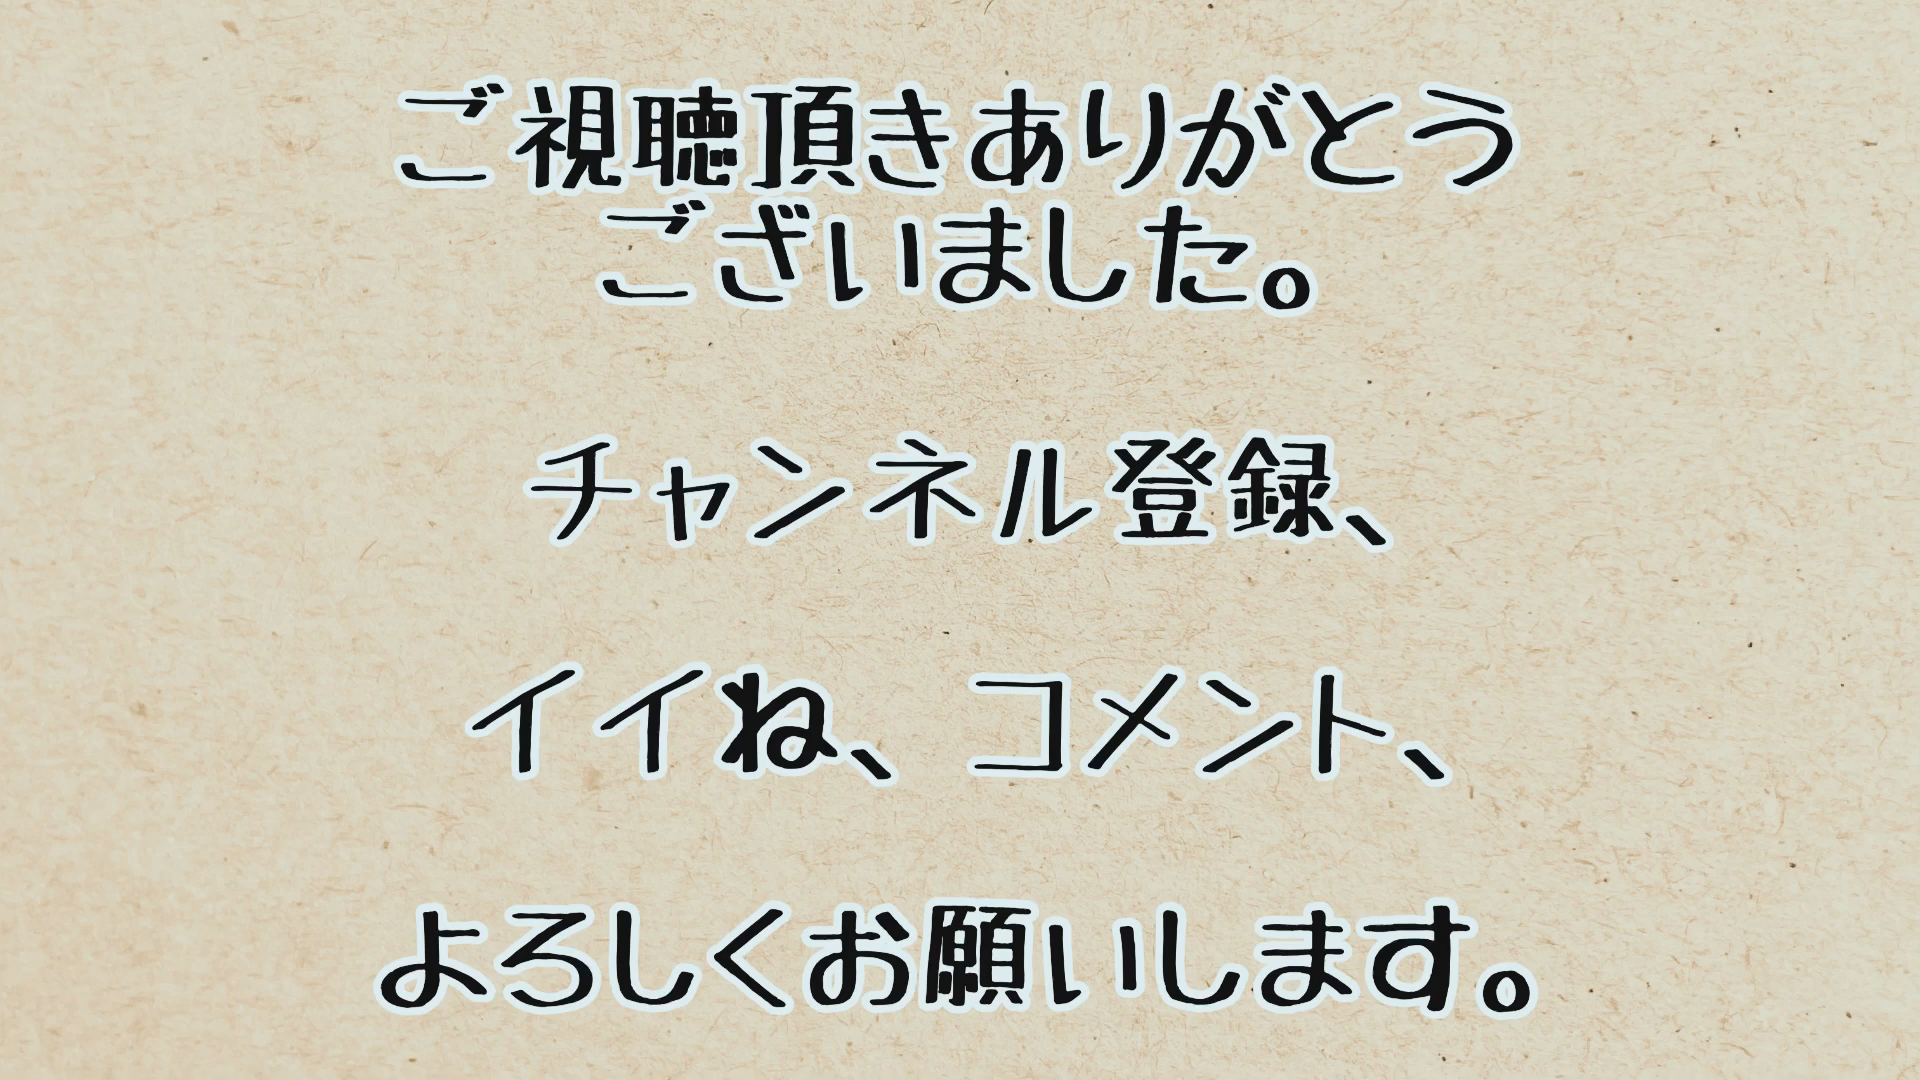 ご視聴頂きありがとう
ございました。
チャンネル登録、
イイね、コメント、
よろしくお願いします。